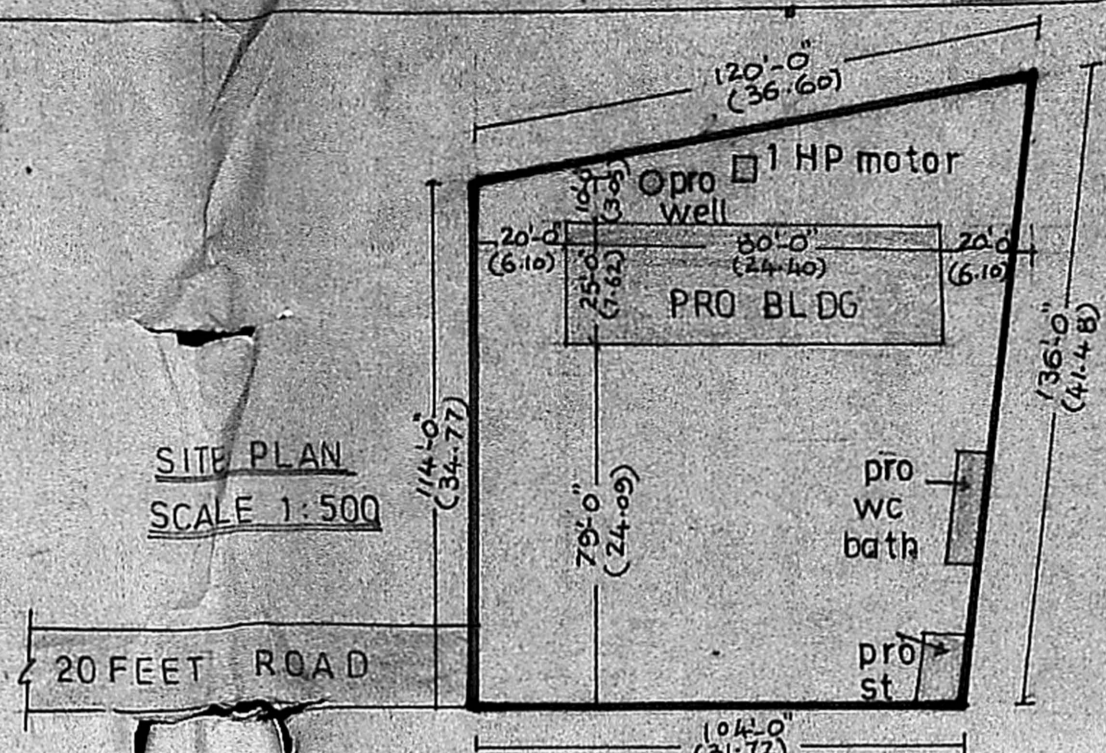 120'-0"
(36.60)
1 HP motor
pro
well
10'-0"
(3.05)
20'-0"
(6.10)
80'-0"
(24.40)
20'-0
(6.10)
25'-0"
(7.62)
PRO BLDG
136'-0"
(41.48)
114'-0"
(34.77)
SITE PLAN
SCALE 1:500
79'-0"
(24.09)
pro
wc
bath
20 FEET ROAD
pro
st
104'-0"
(31.72)